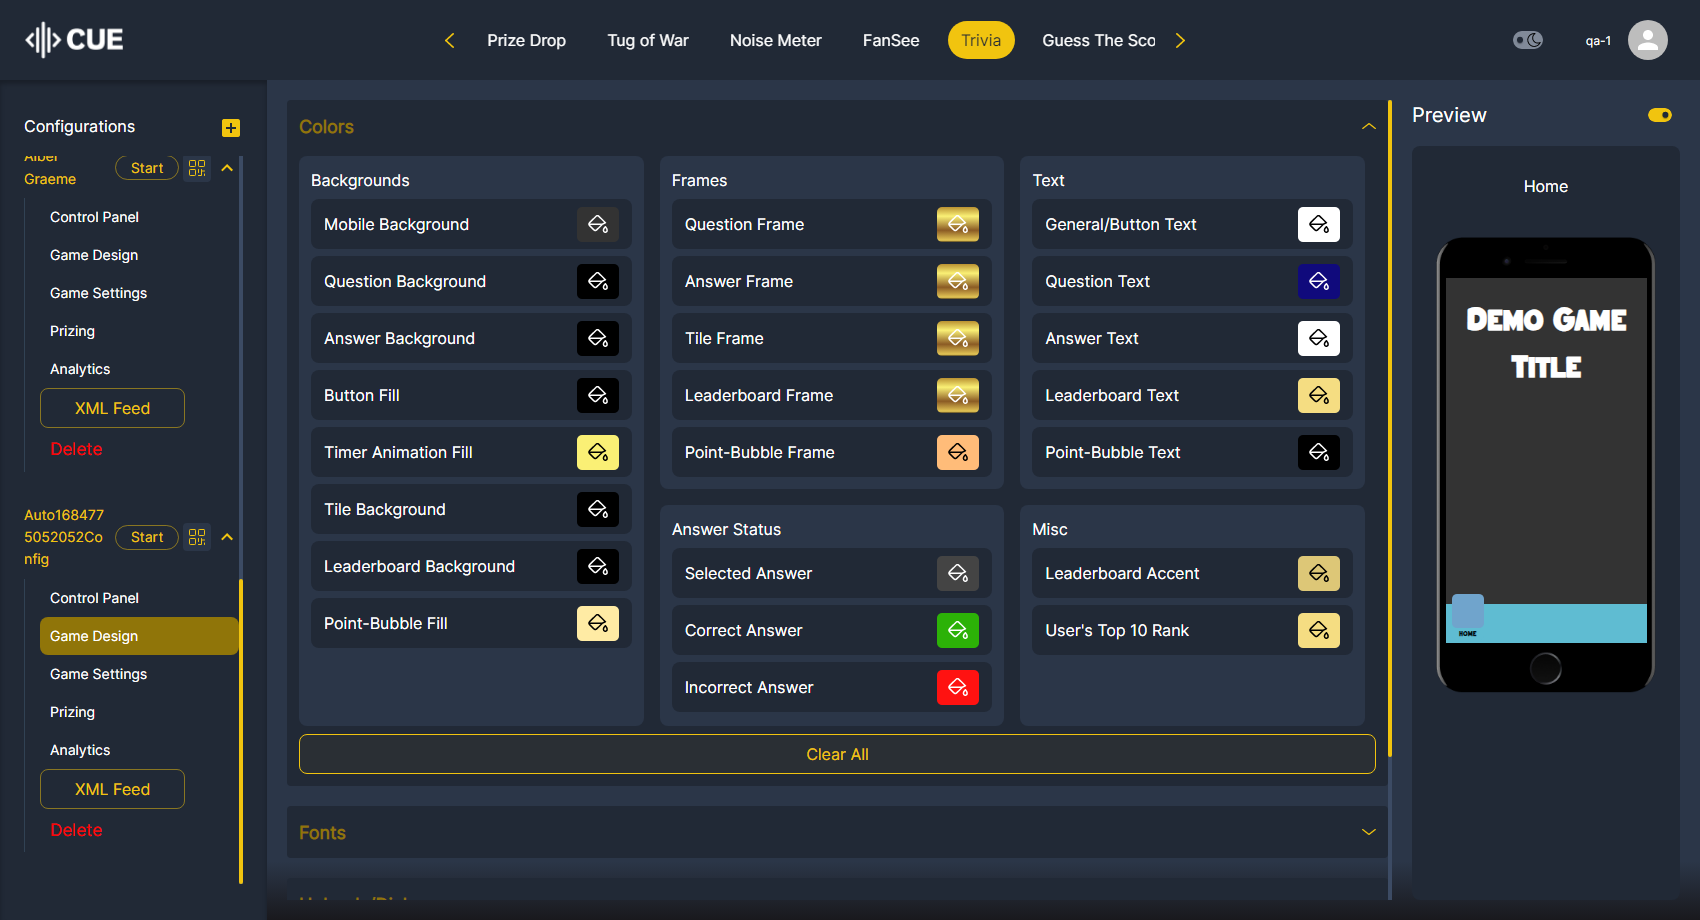 CUE
Prize Drop
Tug of War
Noise Meter
FanSee
Trivia
Guess The Sco
qa-1
Configurations
Graeme
Start
Control Panel
Game Design
Game Settings
Prizing
Analytics
XML Feed
Delete
Auto168477
5052052Co
nfig
Start
Control Panel
Game Design
Game Settings
Prizing
Analytics
XML Feed
Delete
Colors
Backgrounds
Mobile Background
Question Background
Answer Background
Button Fill
Timer Animation Fill
Tile Background
Leaderboard Background
Point-Bubble Fill
Frames
Question Frame
Answer Frame
Tile Frame
Leaderboard Frame
Point-Bubble Frame
Text
General/Button Text
Question Text
Answer Text
Leaderboard Text
Point-Bubble Text
Answer Status
Selected Answer
Correct Answer
Incorrect Answer
Misc
Leaderboard Accent
User's Top 10 Rank
Clear All
Fonts
Preview
Home
Demo Game
Title
HOME